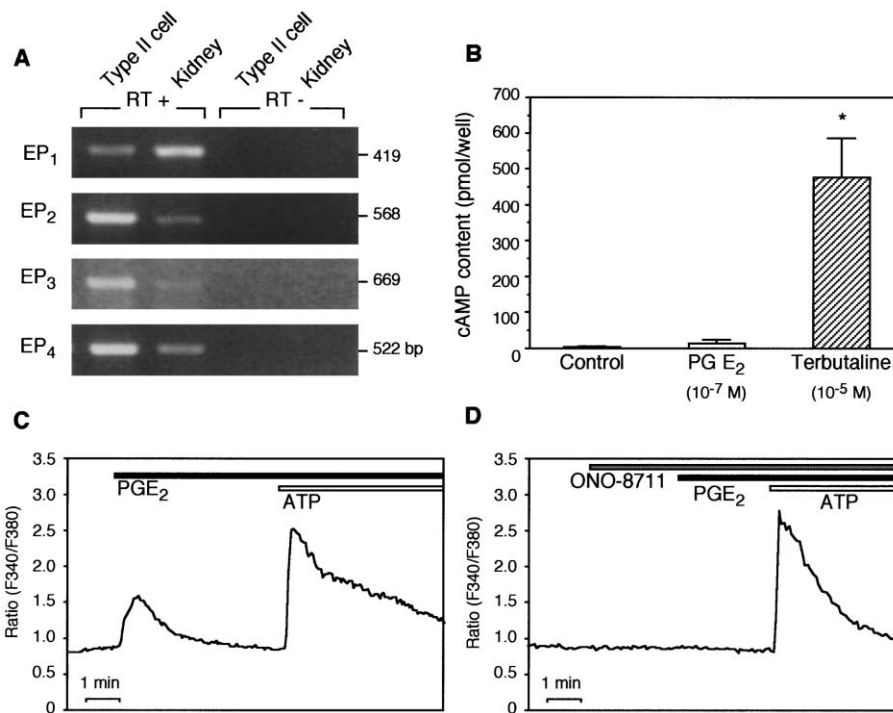 A
Type II cell
Kidney
Type II cell
Kidney
RT +
RT -
EP1
419
EP2
568
EP3
669
EP4
522 bp
B
cAMP content (pmol/well)
700
600
500
400
300
200
100
0
*
Control
PG E2
(10-7 M)
Terbutaline
(10-5 M)
C
Ratio (F340/F380)
3.5
3.0
2.5
2.0
1.5
1.0
0.5
0.0
PGE2
ATP
1 min
D
Ratio (F340/F380)
3.5
3.0
2.5
2.0
1.5
1.0
0.5
0.0
ONO-8711
PGE2
ATP
1 min